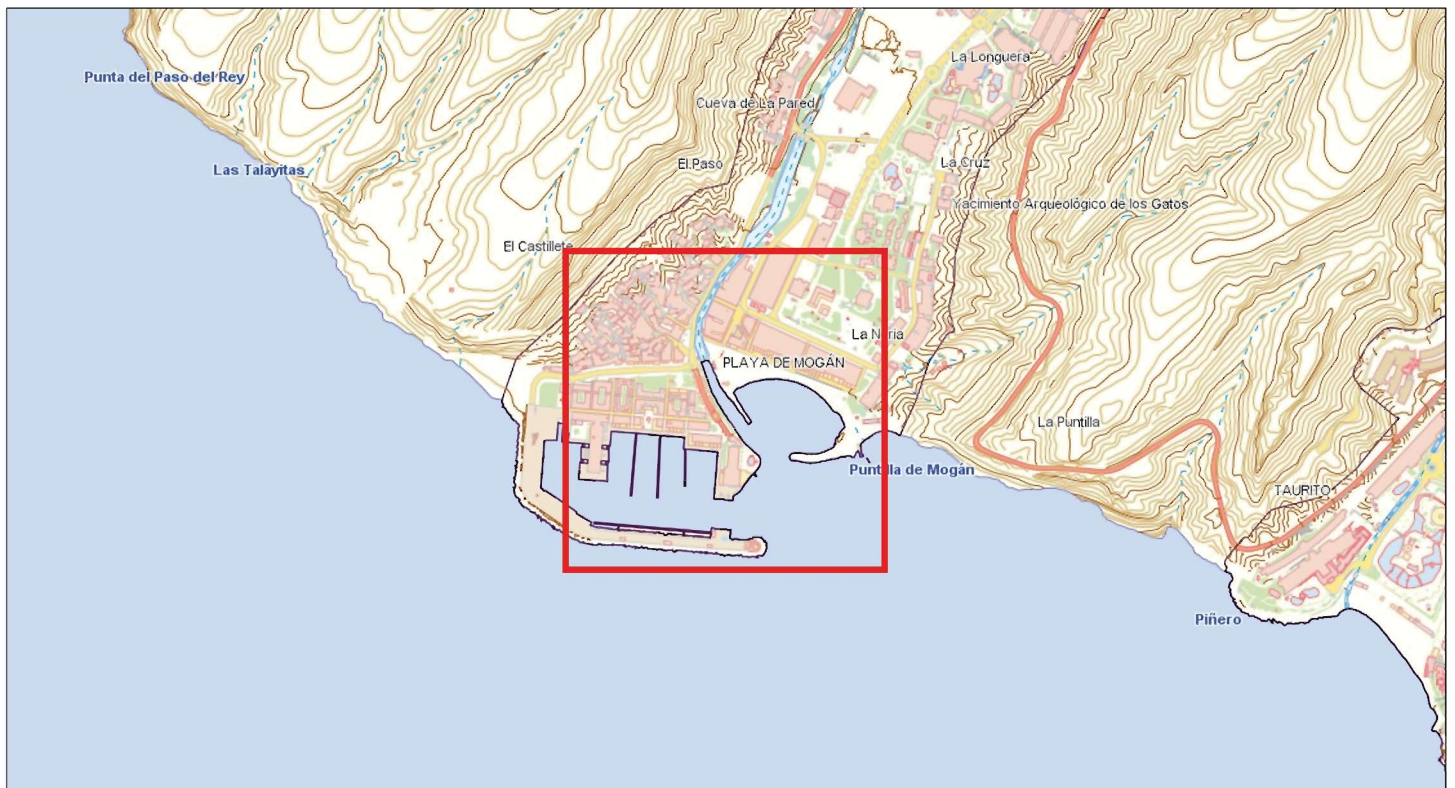 La Longuera
Punta del Paso del Rey
Cueva de La Pared
El Paso
La Cruz
Las Talayitas
Yacimiento Arqueológico de los Gatos
El Castillete
La Noria
PLAYA DE MOGÁN
La Puntilla
Puntilla de Mogán
TAURITO
Piñero